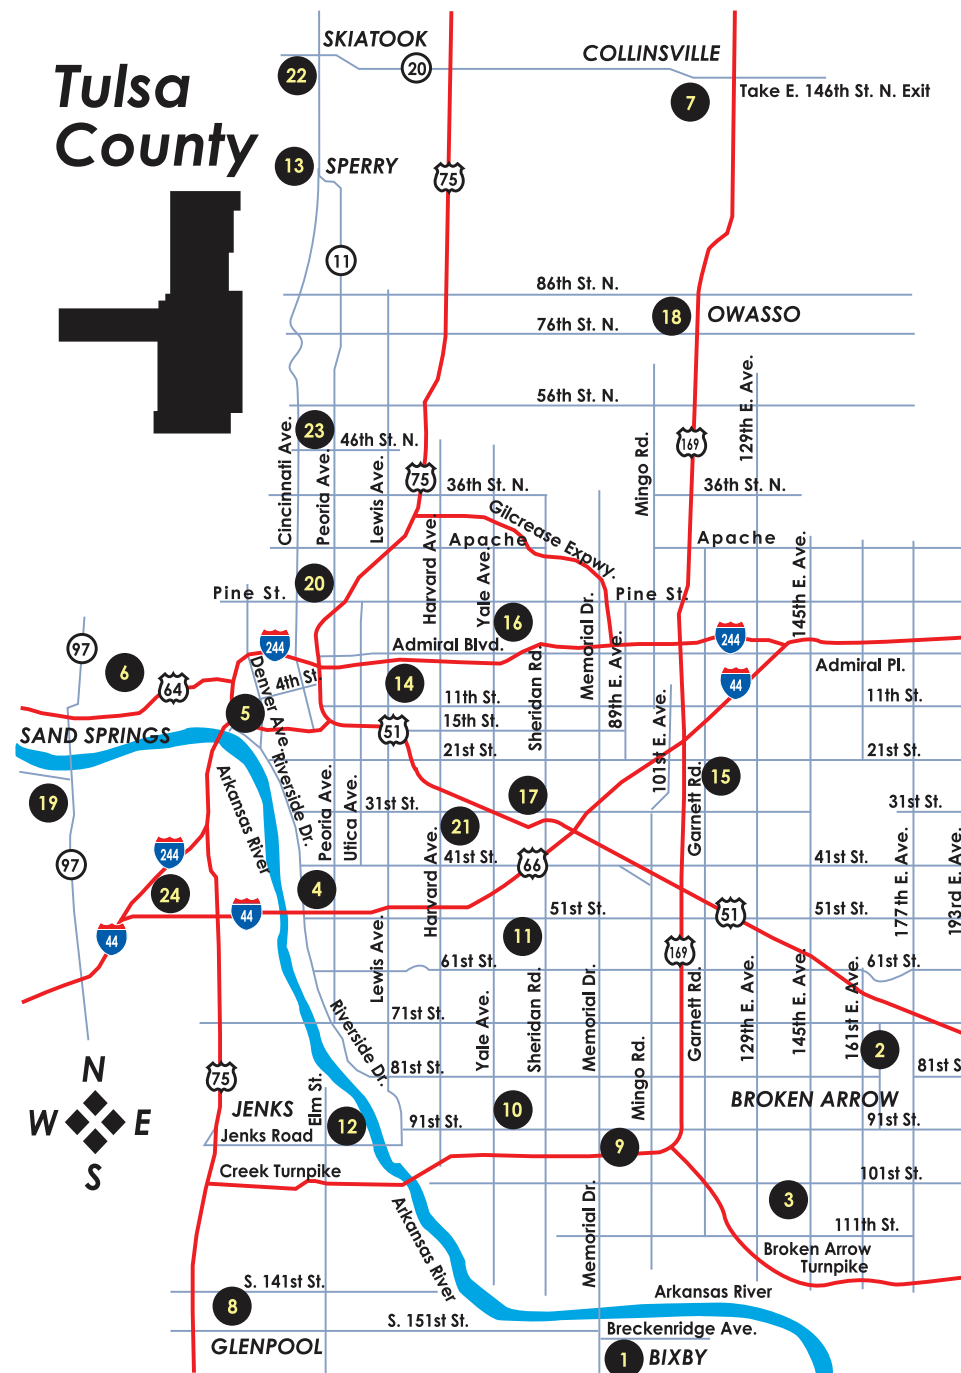 SKIATOOK
COLLINSVILLE
Tulsa
County
22
20
7
Take E. 146th St. N. Exit
13
SPERRY
75
11
86th St. N.
18
OWASSO
76th St. N.
56th St. N.
129th E. Ave.
23
46th St. N.
Cincinnati Ave.
Peoria Ave.
Lewis Ave.
Mingo Rd.
169
75
36th St. N.
36th St. N.
Gilcrease Expwy.
Harvard Ave.
Apache
Apache
Yale Ave.
145th E. Ave.
20
Pine St.
Pine St.
Memorial Dr.
16
97
244
244
Admiral Blvd.
Admiral Pl.
6
64
Denver Ave.
4th St.
14
Sheridan Rd.
89th E. Ave.
44
11th St.
11th St.
5
51
15th St.
101st E. Ave.
SAND SPRINGS
21st St.
21st St.
19
Arkansas River
Riverside Dr.
Peoria Ave.
Utica Ave.
17
15
Garnett Rd.
31st St.
31st St.
21
Harvard Ave.
244
97
41st St.
66
41st St.
177th E. Ave.
193rd E. Ave.
24
4
44
44
51st St.
51
51st St.
11
169
Lewis Ave.
61st St.
61st St.
Riverside Dr.
Yale Ave.
Sheridan Rd.
Memorial Dr.
Garnett Rd.
129th E. Ave.
145th E. Ave.
161st E. Ave.
71st St.
2
N
75
81st St.
81st S
Mingo Rd.
W
E
JENKS
Elm St.
10
BROKEN ARROW
12
91st St.
91st St.
Jenks Road
9
S
Creek Turnpike
101st St.
3
Arkansas River
Memorial Dr.
111th St.
Broken Arrow
Turnpike
S. 141st St.
Arkansas River
8
S. 151st St.
Breckenridge Ave.
GLENPOOL
1
BIXBY